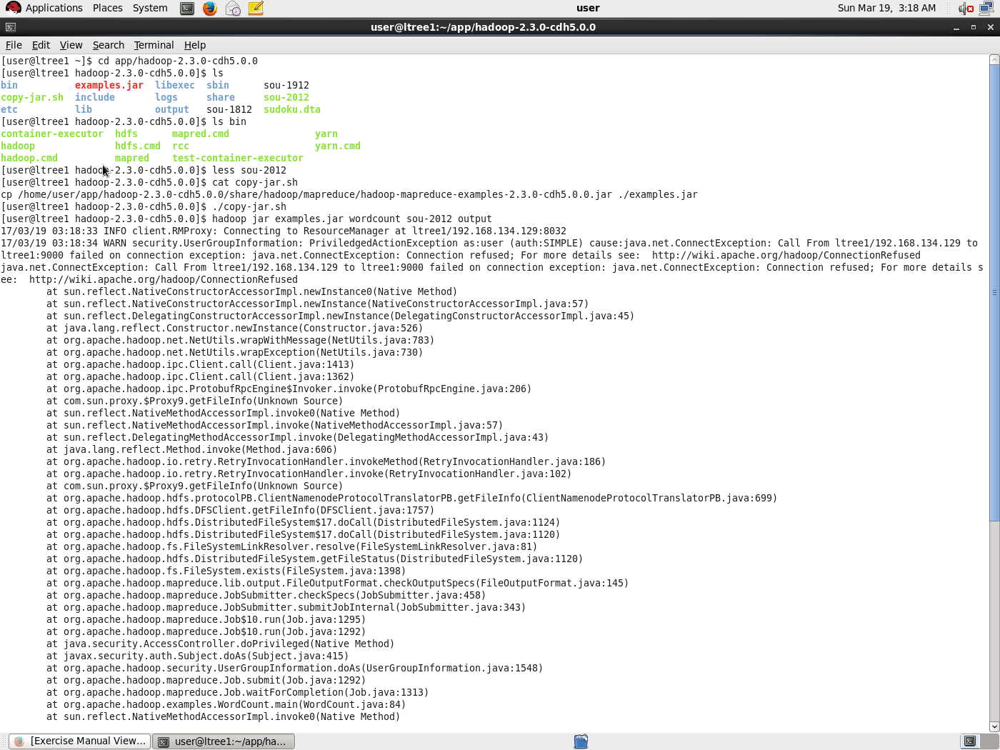 Applications Places System user Sun Mar 19, 3:18 AM
user@ltree1:~/app/hadoop-2.3.0-cdh5.0.0
File Edit View Search Terminal Help
[user@ltree1 ~]$ cd app/hadoop-2.3.0-cdh5.0.0
[user@ltree1 hadoop-2.3.0-cdh5.0.0]$ ls
bin examples.jar libexec sbin sou-1912
copy-jar.sh include logs share sou-2012
etc lib output sou-1812 sudoku.dta
[user@ltree1 hadoop-2.3.0-cdh5.0.0]$ ls bin
container-executor hdfs mapred.cmd yarn
hadoop hdfs.cmd rcc yarn.cmd
hadoop.cmd mapred test-container-executor
[user@ltree1 hadoop-2.3.0-cdh5.0.0]$ less sou-2012
[user@ltree1 hadoop-2.3.0-cdh5.0.0]$ cat copy-jar.sh
cp /home/user/app/hadoop-2.3.0-cdh5.0.0/share/hadoop/mapreduce/hadoop-mapreduce-examples-2.3.0-cdh5.0.0.jar ./examples.jar
[user@ltree1 hadoop-2.3.0-cdh5.0.0]$ ./copy-jar.sh
[user@ltree1 hadoop-2.3.0-cdh5.0.0]$ hadoop jar examples.jar wordcount sou-2012 output
17/03/19 03:18:33 INFO client.RMProxy: Connecting to ResourceManager at ltree1/192.168.134.129:8032
17/03/19 03:18:34 WARN security.UserGroupInformation: PriviledgedActionException as:user (auth:SIMPLE) cause:java.net.ConnectException: Call From ltree1/192.168.134.129 to
ltree1:9000 failed on connection exception: java.net.ConnectException: Connection refused; For more details see:  http://wiki.apache.org/hadoop/ConnectionRefused
java.net.ConnectException: Call From ltree1/192.168.134.129 to ltree1:9000 failed on connection exception: java.net.ConnectException: Connection refused; For more details s
ee:  http://wiki.apache.org/hadoop/ConnectionRefused
at sun.reflect.NativeConstructorAccessorImpl.newInstance0(Native Method)
at sun.reflect.NativeConstructorAccessorImpl.newInstance(NativeConstructorAccessorImpl.java:57)
at sun.reflect.DelegatingConstructorAccessorImpl.newInstance(DelegatingConstructorAccessorImpl.java:45)
at java.lang.reflect.Constructor.newInstance(Constructor.java:526)
at org.apache.hadoop.net.NetUtils.wrapWithMessage(NetUtils.java:783)
at org.apache.hadoop.net.NetUtils.wrapException(NetUtils.java:730)
at org.apache.hadoop.ipc.Client.call(Client.java:1413)
at org.apache.hadoop.ipc.Client.call(Client.java:1362)
at org.apache.hadoop.ipc.ProtobufRpcEngine$Invoker.invoke(ProtobufRpcEngine.java:206)
at com.sun.proxy.$Proxy9.getFileInfo(Unknown Source)
at sun.reflect.NativeMethodAccessorImpl.invoke0(Native Method)
at sun.reflect.NativeMethodAccessorImpl.invoke(NativeMethodAccessorImpl.java:57)
at sun.reflect.DelegatingMethodAccessorImpl.invoke(DelegatingMethodAccessorImpl.java:43)
at java.lang.reflect.Method.invoke(Method.java:606)
at org.apache.hadoop.io.retry.RetryInvocationHandler.invokeMethod(RetryInvocationHandler.java:186)
at org.apache.hadoop.io.retry.RetryInvocationHandler.invoke(RetryInvocationHandler.java:102)
at com.sun.proxy.$Proxy9.getFileInfo(Unknown Source)
at org.apache.hadoop.hdfs.protocolPB.ClientNamenodeProtocolTranslatorPB.getFileInfo(ClientNamenodeProtocolTranslatorPB.java:699)
at org.apache.hadoop.hdfs.DFSClient.getFileInfo(DFSClient.java:1757)
at org.apache.hadoop.hdfs.DistributedFileSystem$17.doCall(DistributedFileSystem.java:1124)
at org.apache.hadoop.hdfs.DistributedFileSystem$17.doCall(DistributedFileSystem.java:1120)
at org.apache.hadoop.fs.FileSystemLinkResolver.resolve(FileSystemLinkResolver.java:81)
at org.apache.hadoop.hdfs.DistributedFileSystem.getFileStatus(DistributedFileSystem.java:1120)
at org.apache.hadoop.fs.FileSystem.exists(FileSystem.java:1398)
at org.apache.hadoop.mapreduce.lib.output.FileOutputFormat.checkOutputSpecs(FileOutputFormat.java:145)
at org.apache.hadoop.mapreduce.JobSubmitter.checkSpecs(JobSubmitter.java:458)
at org.apache.hadoop.mapreduce.JobSubmitter.submitJobInternal(JobSubmitter.java:343)
at org.apache.hadoop.mapreduce.Job$10.run(Job.java:1295)
at org.apache.hadoop.mapreduce.Job$10.run(Job.java:1292)
at java.security.AccessController.doPrivileged(Native Method)
at javax.security.auth.Subject.doAs(Subject.java:415)
at org.apache.hadoop.security.UserGroupInformation.doAs(UserGroupInformation.java:1548)
at org.apache.hadoop.mapreduce.Job.submit(Job.java:1292)
at org.apache.hadoop.mapreduce.Job.waitForCompletion(Job.java:1313)
at org.apache.hadoop.examples.WordCount.main(WordCount.java:84)
at sun.reflect.NativeMethodAccessorImpl.invoke0(Native Method)
[Exercise Manual View... user@ltree1:~/app/ha...